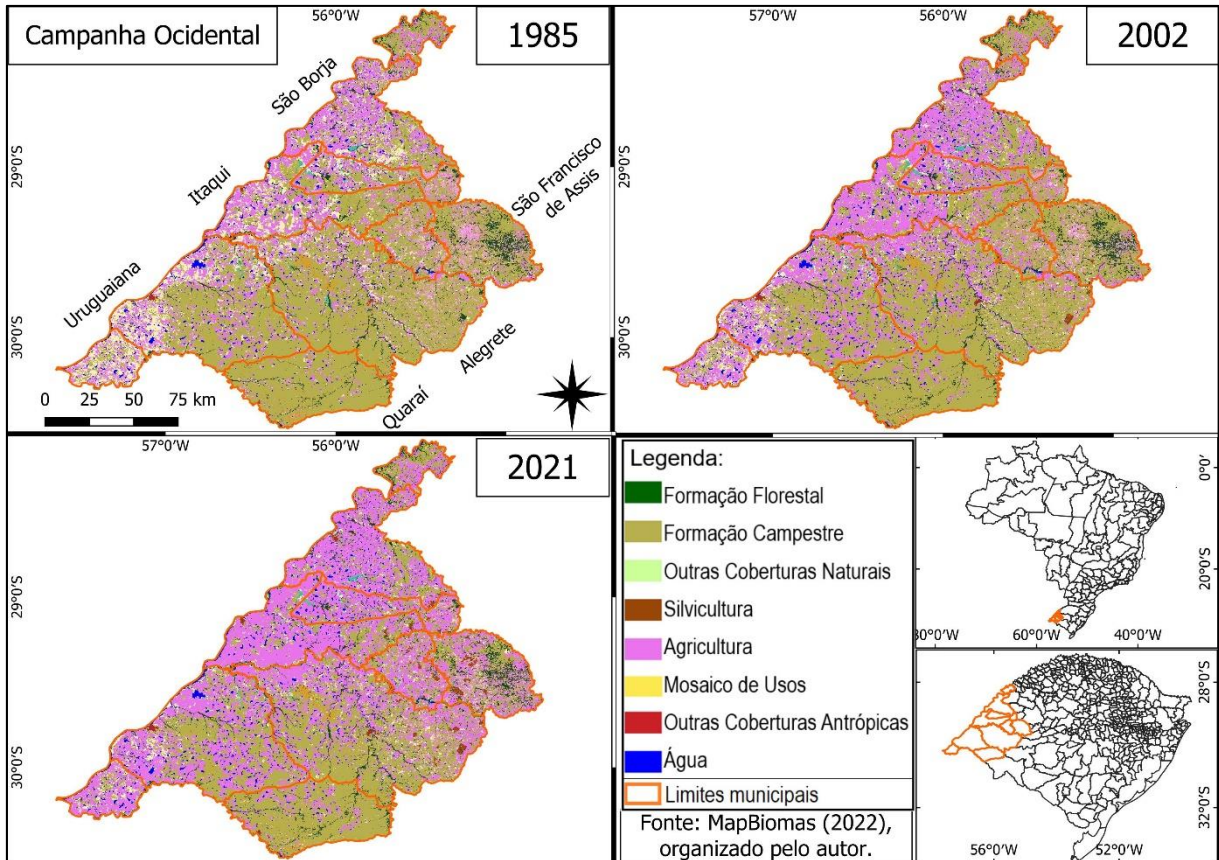 Campanha Ocidental
56°0'W
1985
São Borja
Itaqui
São Francisco
de Assis
Uruguaiana
Alegrete
Quaraí
29°0'S
30°0'S
0 25 50 75 km
57°0'W 56°0'W
2002
29°0'S
30°0'S
57°0'W 56°0'W
2021
29°0'S
30°0'S
Legenda:
Formação Florestal
Formação Campestre
Outras Coberturas Naturais
Silvicultura
Agricultura
Mosaico de Usos
Outras Coberturas Antrópicas
Água
Limites municipais
Fonte: MapBiomas (2022),
organizado pelo autor.
0°0'
20°0'S
80°0'W 60°0'W 40°0'W
28°0'S
32°0'S
56°0'W 52°0'W